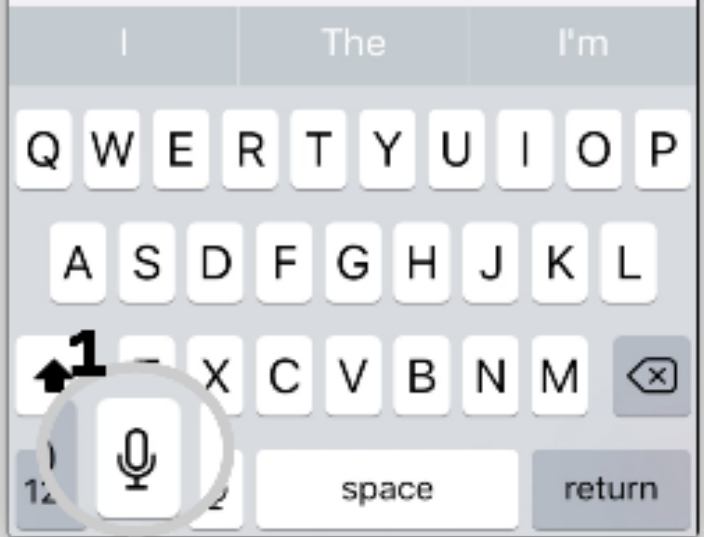 I The I'm
Q W E R T Y U I O P
A S D F G H J K L
1 X C V B N M
space return